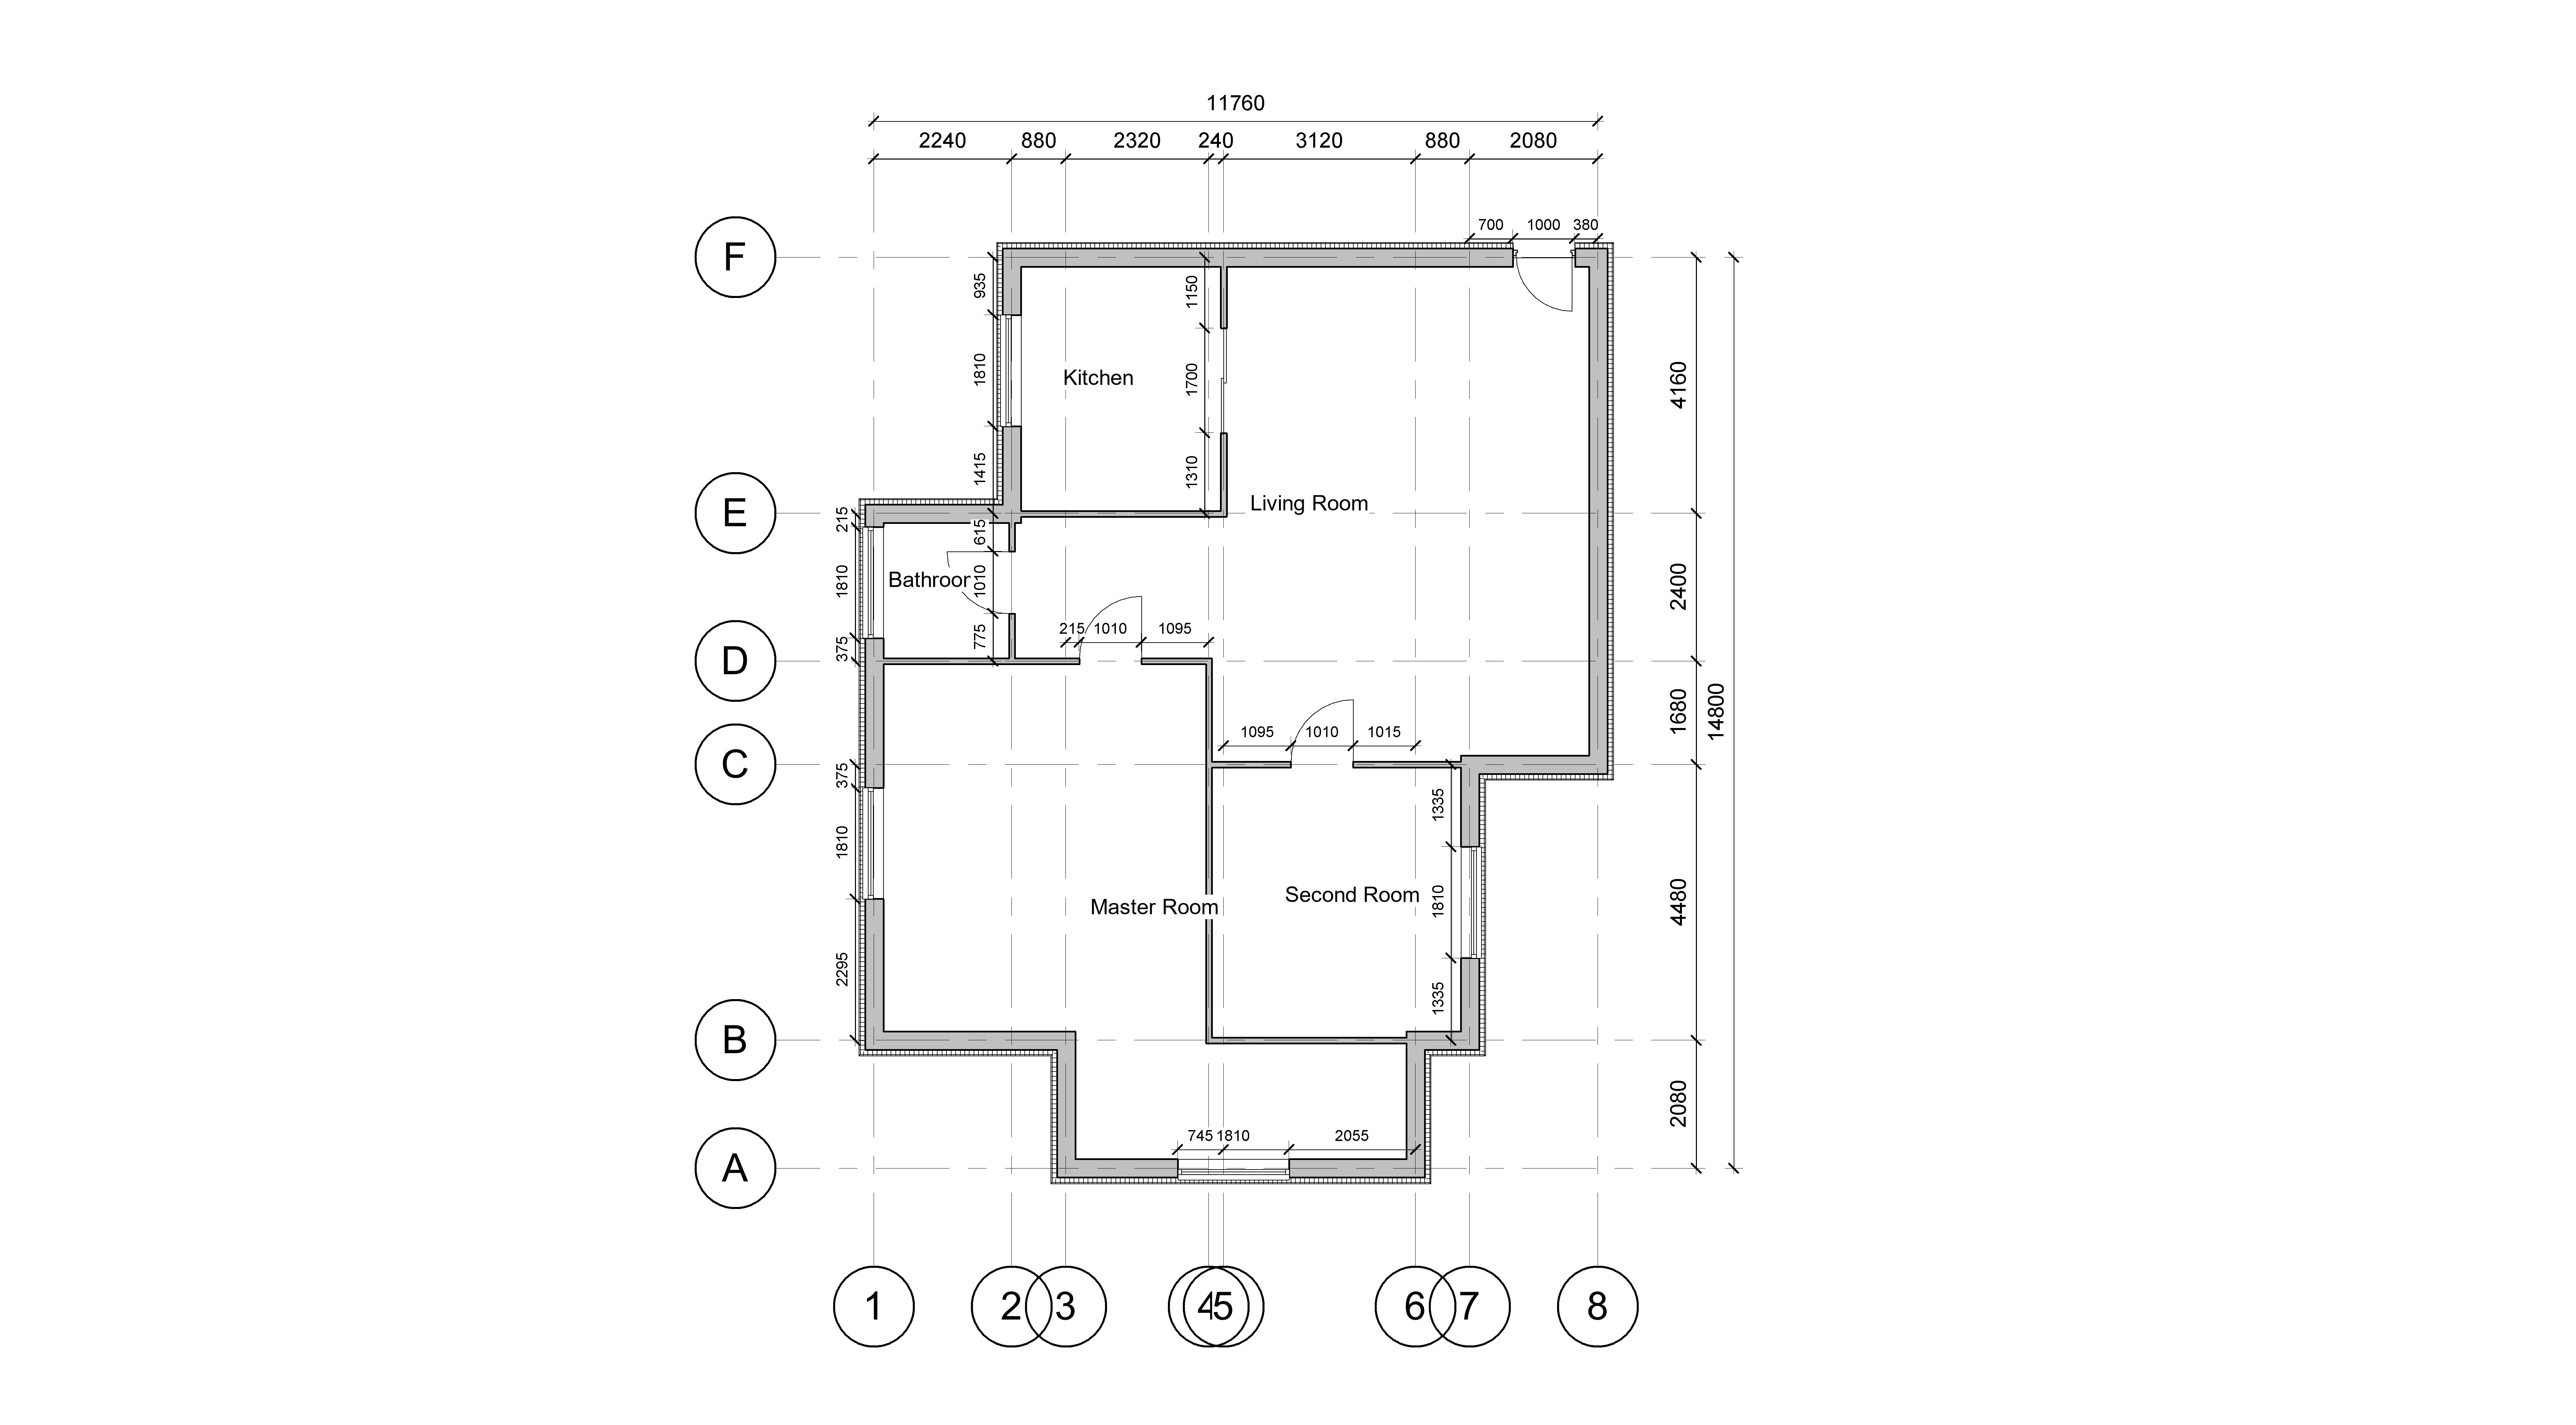 11760
2240 880 2320 240 3120 880 2080
700 1000 380
F
935
1150
1810
Kitchen
1700
4160
1415
1310
Living Room
E
215
615
1810
Bathroor
1010
2400
375
775
215 1010 1095
D
1680
14800
1095 1010 1015
C
375
1335
1810
Master Room
Second Room
1810
4480
2295
1335
B
2080
745 1810 2055
A
1 2 3 4 5 6 7 8